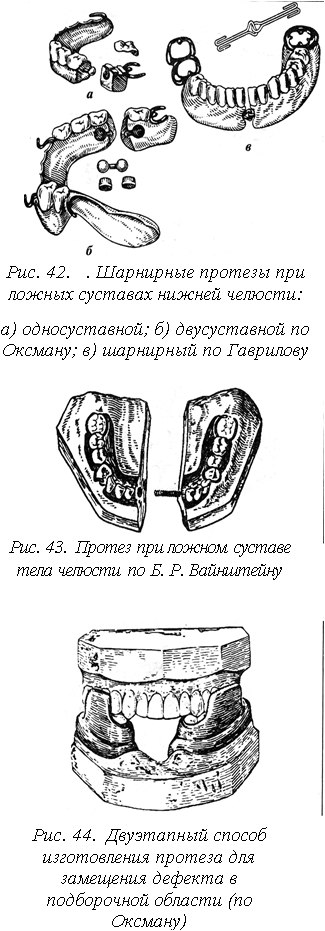 а
в
б
Рис. 42. . Шарнирные протезы при
ложных суставах нижней челюсти:
а) односуставной; б) двусуставной по
Оксману; в) шарнирный по Гаврилову
Рис. 43. Протез при ложном суставе
тела челюсти по Б. Р. Вайнштейну
Рис. 44. Двуэтапный способ
изготовления протеза для
замещения дефекта в
подборочной области (по
Оксману)